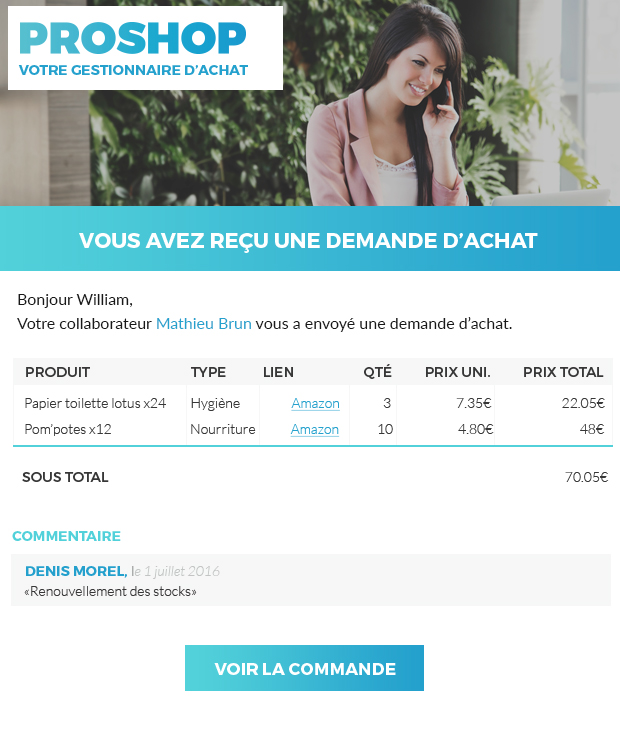 PROSHOP
VOTRE GESTIONNAIRE D'ACHAT
VOUS AVEZ REÇU UNE DEMANDE D'ACHAT
Bonjour William,
Votre collaborateur Mathieu Brun vous a envoyé une demande d'achat.
PRODUIT TYPE LIEN QTÉ PRIX UNI. PRIX TOTAL
Papier toilette lotus x24 Hygiène Amazon 3 7.35€ 22.05€
Pom'potes x12 Nourriture Amazon 10 4.80€ 48€
SOUS TOTAL 70.05€
COMMENTAIRE
DENIS MOREL, le 1 juillet 2016
«Renouvellement des stocks»
VOIR LA COMMANDE